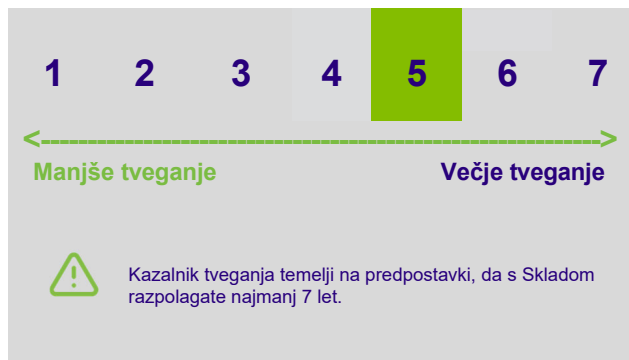 1 2 3 4 5 6 7
<-------------------------------------------------------------->
Manjše tveganje Večje tveganje
Kazalnik tveganja temelji na predpostavki, da s Skladom
razpolagate najmanj 7 let.